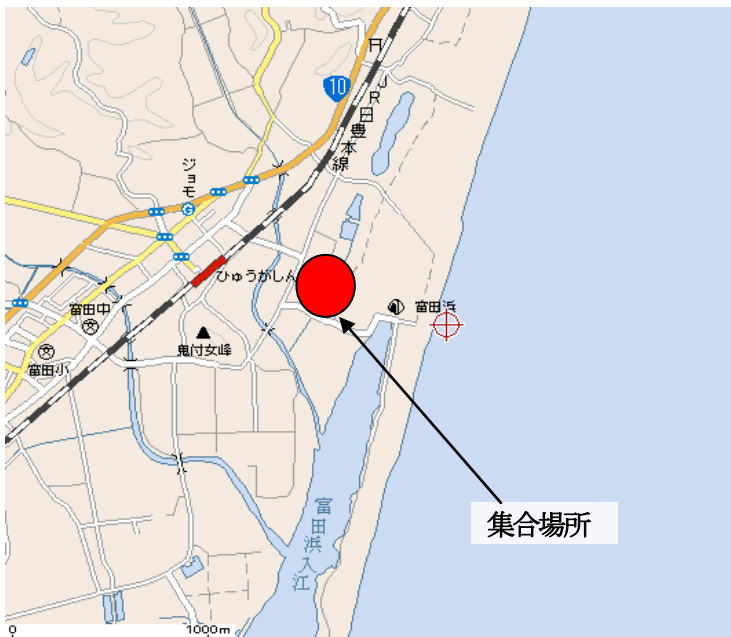 10
JR日豊本線
ジョモ
G
ひゅうがしん
富田浜
富田中
文
鬼付女峰
文
富田小
集合場所
富田浜入江
0
1000m